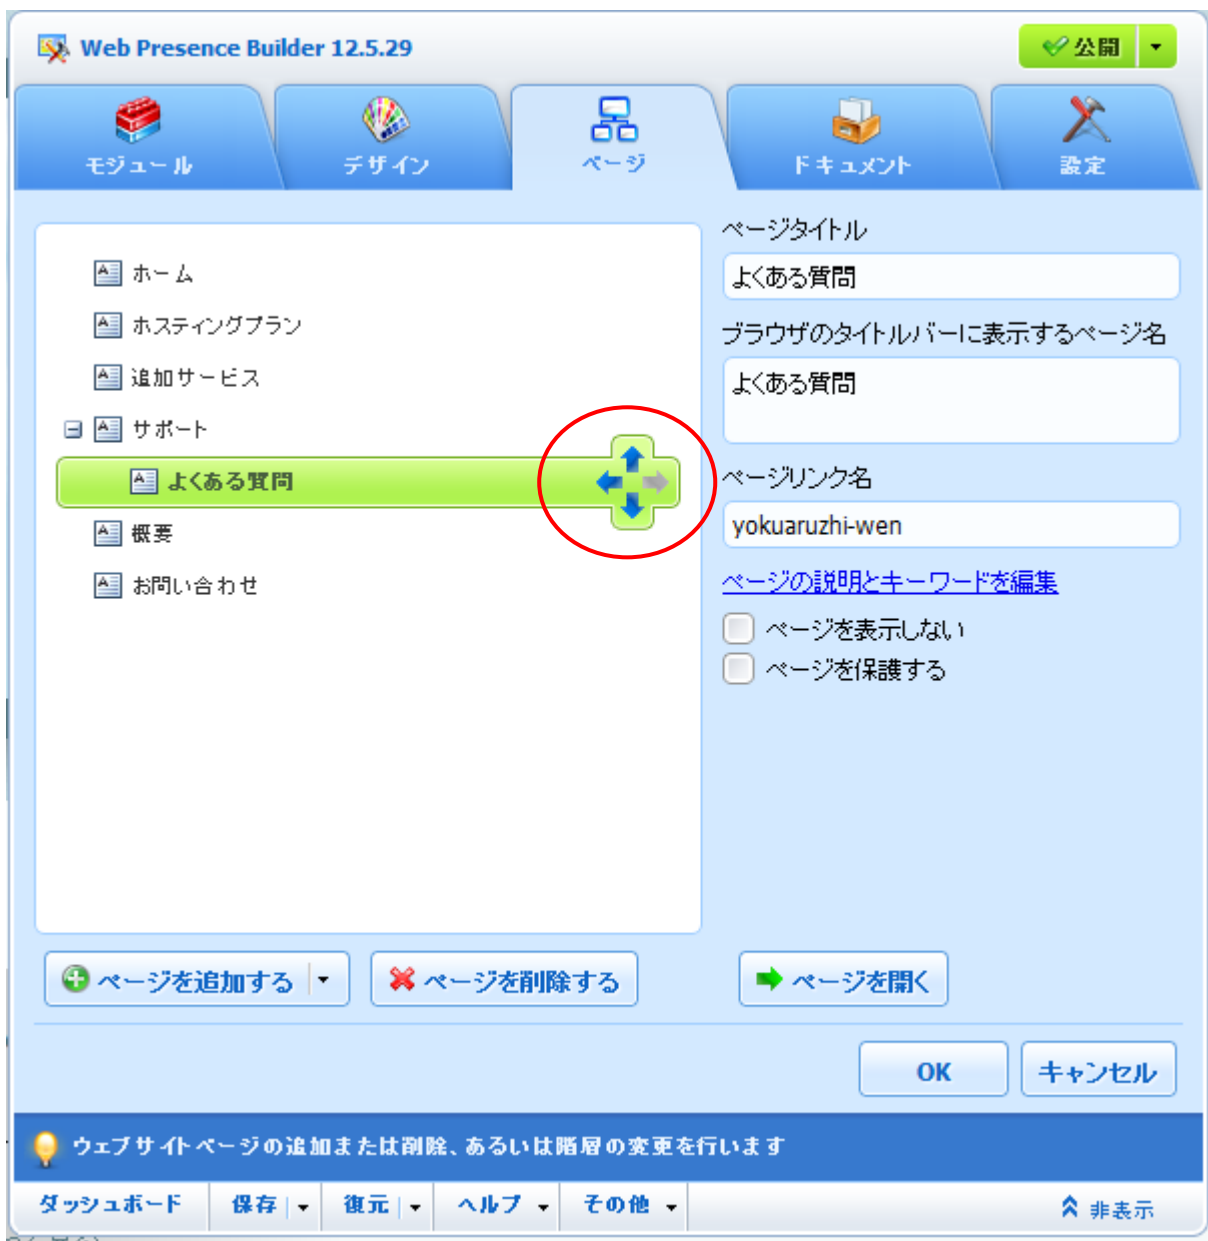 Web Presence Builder 12.5.29
公開
モジュール
デザイン
ページ
ドキュメント
設定
ホーム
ホスティングプラン
追加サービス
サポート
よくある質問
概要
お問い合わせ
ページタイトル
よくある質問
ブラウザのタイトルバーに表示するページ名
よくある質問
ページリンク名
yokuaruzhi-wen
ページの説明とキーワードを編集
ページを表示しない
ページを保護する
ページを追加する
ページを削除する
ページを開く
OK
キャンセル
ウェブサイトページの追加または削除、あるいは階層の変更を行います
ダッシュボード
保存
復元
ヘルプ
その他
非表示